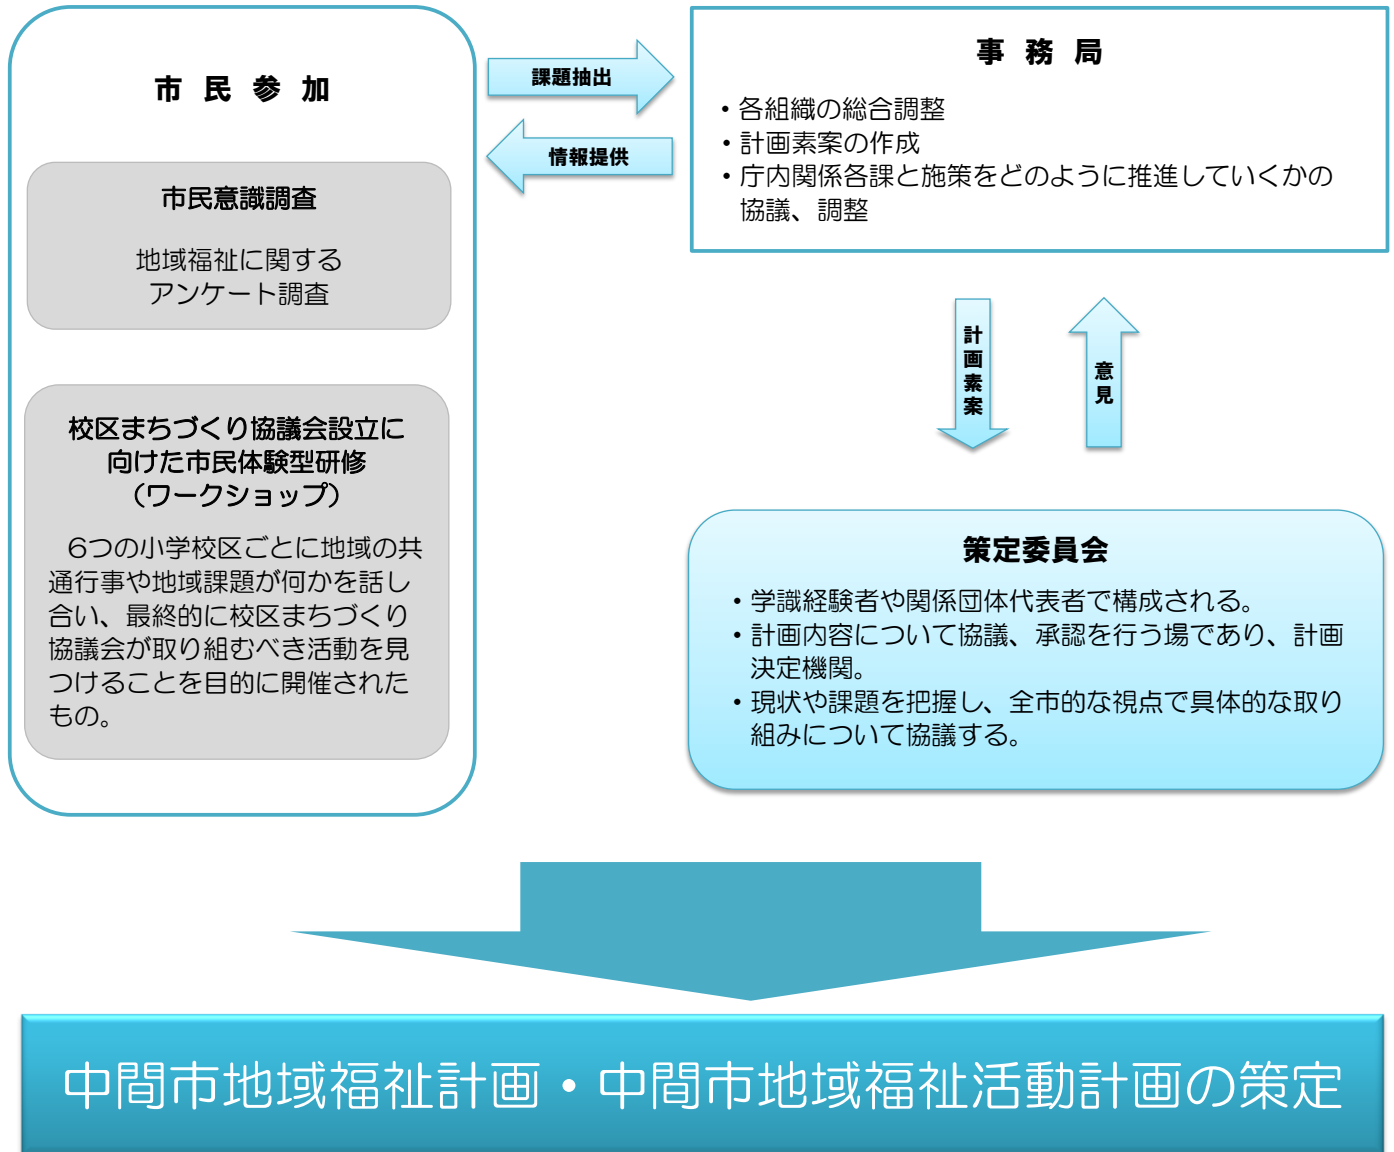 市民参加
市民意識調査
地域福祉に関する
アンケート調査
校区まちづくり協議会設立に
向けた市民体験型研修
（ワークショップ）
6つの小学校区ごとに地域の共
通行事や地域課題が何かを話し
合い、最終的に校区まちづくり
協議会が取り組むべき活動を見
つけることを目的に開催された
もの。
課題抽出
情報提供
事務局
・各組織の総合調整
・計画素案の作成
・庁内関係各課と施策をどのように推進していくかの
協議、調整
計画素案
意見
策定委員会
・学識経験者や関係団体代表者で構成される。
・計画内容について協議、承認を行う場であり、計画
決定機関。
・現状や課題を把握し、全市的な視点で具体的な取り
組みについて協議する。
中間市地域福祉計画・中間市地域福祉活動計画の策定